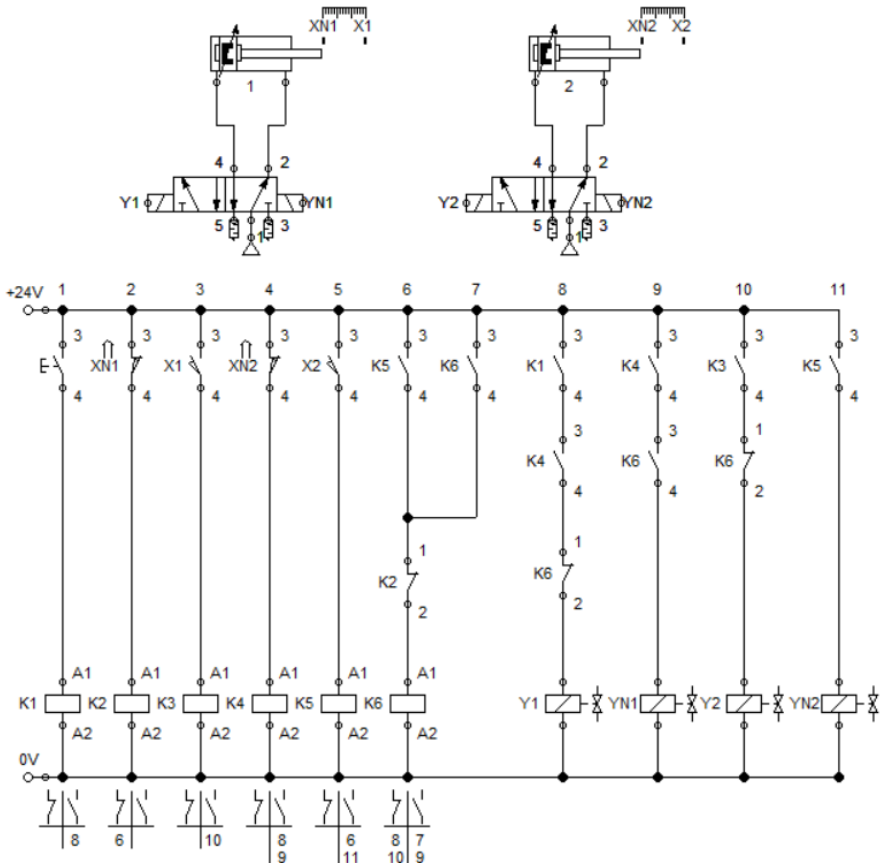 XN1 X1 XN2 X2
1 2
4 2 4 2
Y1 YN1 Y2 YN2
5 1 3 5 1 3
1 2 3 4 5 6 7 8 9 10 11
+24V
3 3 3 3 3 3 3 3 3 3 3
E XN1 X1 XN2 X2 K5 K6 K1 K4 K3 K5
4 4 4 4 4 4 4 4 4 4 4
3 3 1
K4 K6 K6
4 4 2
1 1
K2 K6
2 2
A1 A1 A1 A1 A1 A1
K1 K2 K3 K4 K5 K6 Y1 YN1 Y2 YN2
A2 A2 A2 A2 A2 A2
0V
8 6 10 8 6 8 7
9 11 10 9